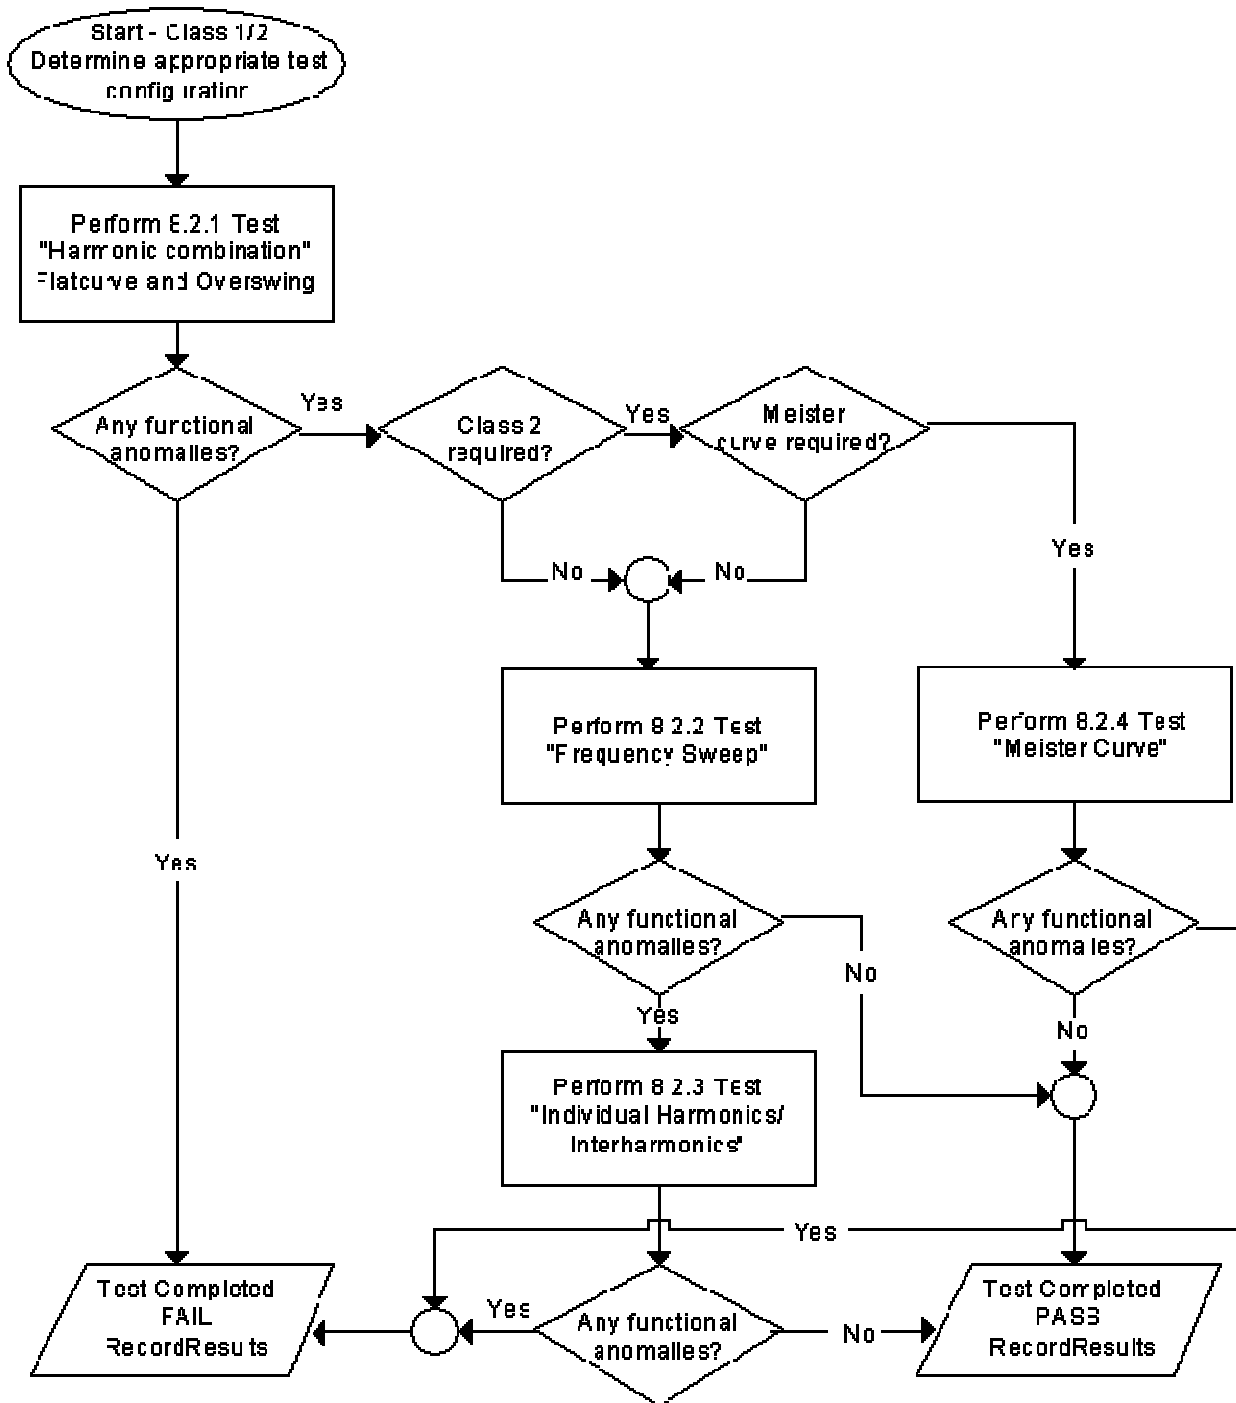 Start - Class 1/2
Determine appropriate test
configuration
Perform 8.2.1 Test
"Harmonic combination"
Flatcurve and Overswing
Any functional
anomalies?
Yes
Class 2
required?
Yes
Meister
curve required?
Yes
No
No
Perform 8.2.2 Test
"Frequency Sweep"
Perform 8.2.4 Test
"Meister Curve"
Yes
Any functional
anomalies?
No
Any functional
anomalies?
Yes
No
Perform 8.2.3 Test
"Individual Harmonics/
Interharmonics"
Yes
Test Completed
FAIL
RecordResults
Yes
Any functional
anomalies?
No
Test Completed
PASS
RecordResults